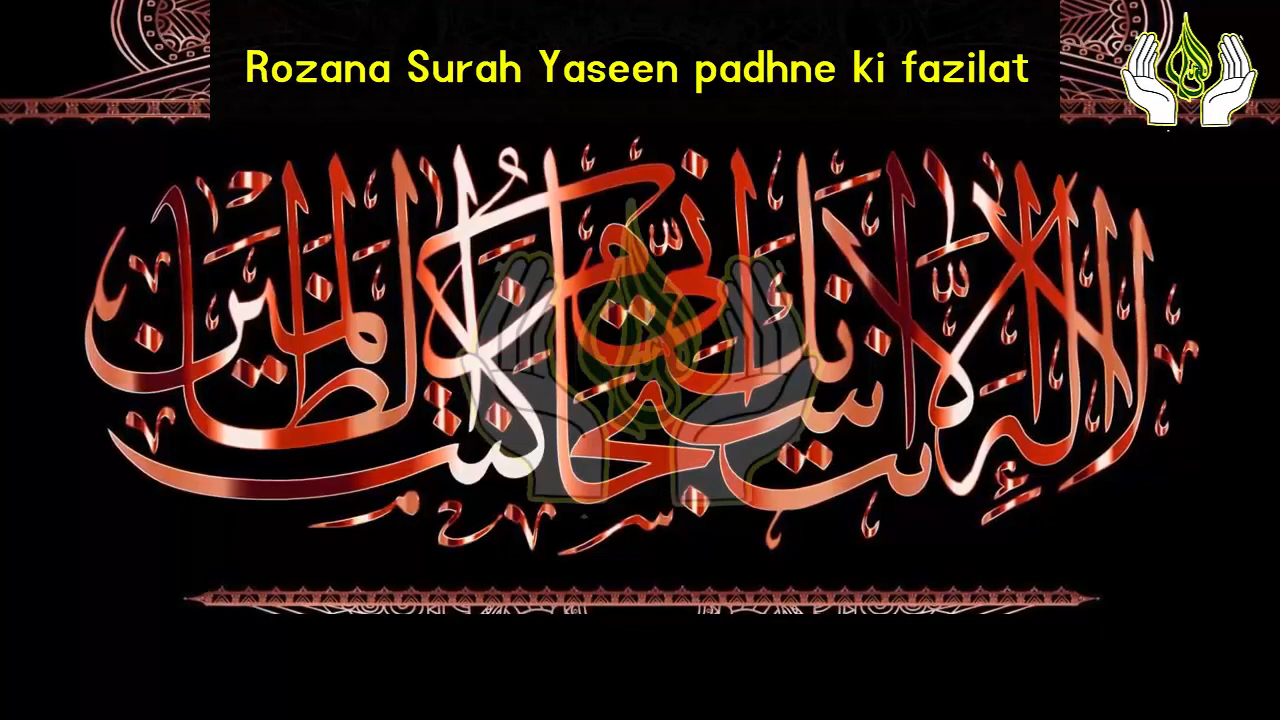 Rozana Surah Yaseen padhne ki fazilat
لا إله إلا أنت سبحانك إني كنت من الظالمين